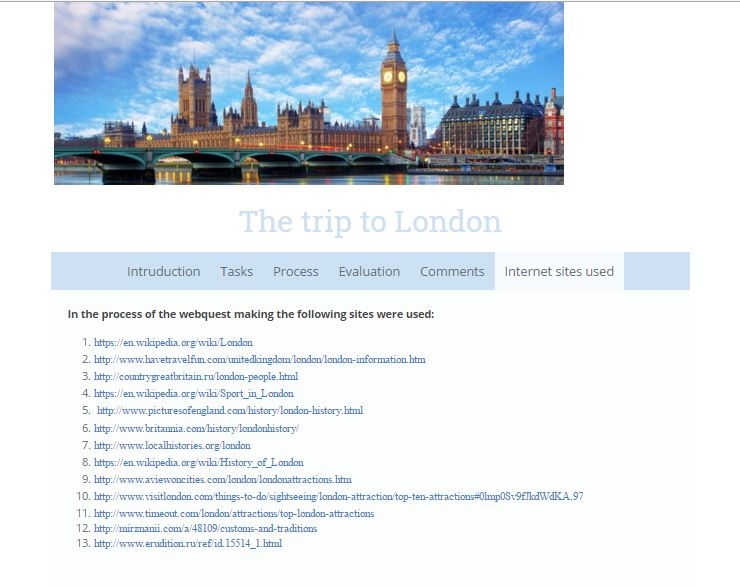 The trip to London
Intruduction Tasks Process Evaluation Comments Internet sites used
In the process of the webquest making the following sites were used:
1. https://en.wikipedia.org/wiki/London
2. http://www.havetravelfun.com/unitedkingdom/london/london-information.htm
3. http://countrygreatbritain.ru/london-people.html
4. https://en.wikipedia.org/wiki/Sport_in_London
5. http://www.picturesofengland.com/history/london-history.html
6. http://www.britannia.com/history/londonhistory/
7. http://www.localhistories.org/london
8. https://en.wikipedia.org/wiki/History_of_London
9. http://www.aviewoncities.com/london/londonattractions.htm
10. http://www.visitlondon.com/things-to-do/sightseeing/london-attraction/top-ten-attractions#0lmp0Sv9fJkdWdKA.97
11. http://www.timeout.com/london/attractions/top-london-attractions
12. http://mirznanii.com/a/48109/customs-and-traditions
13. http://www.erudition.ru/ref/id.15514_1.html